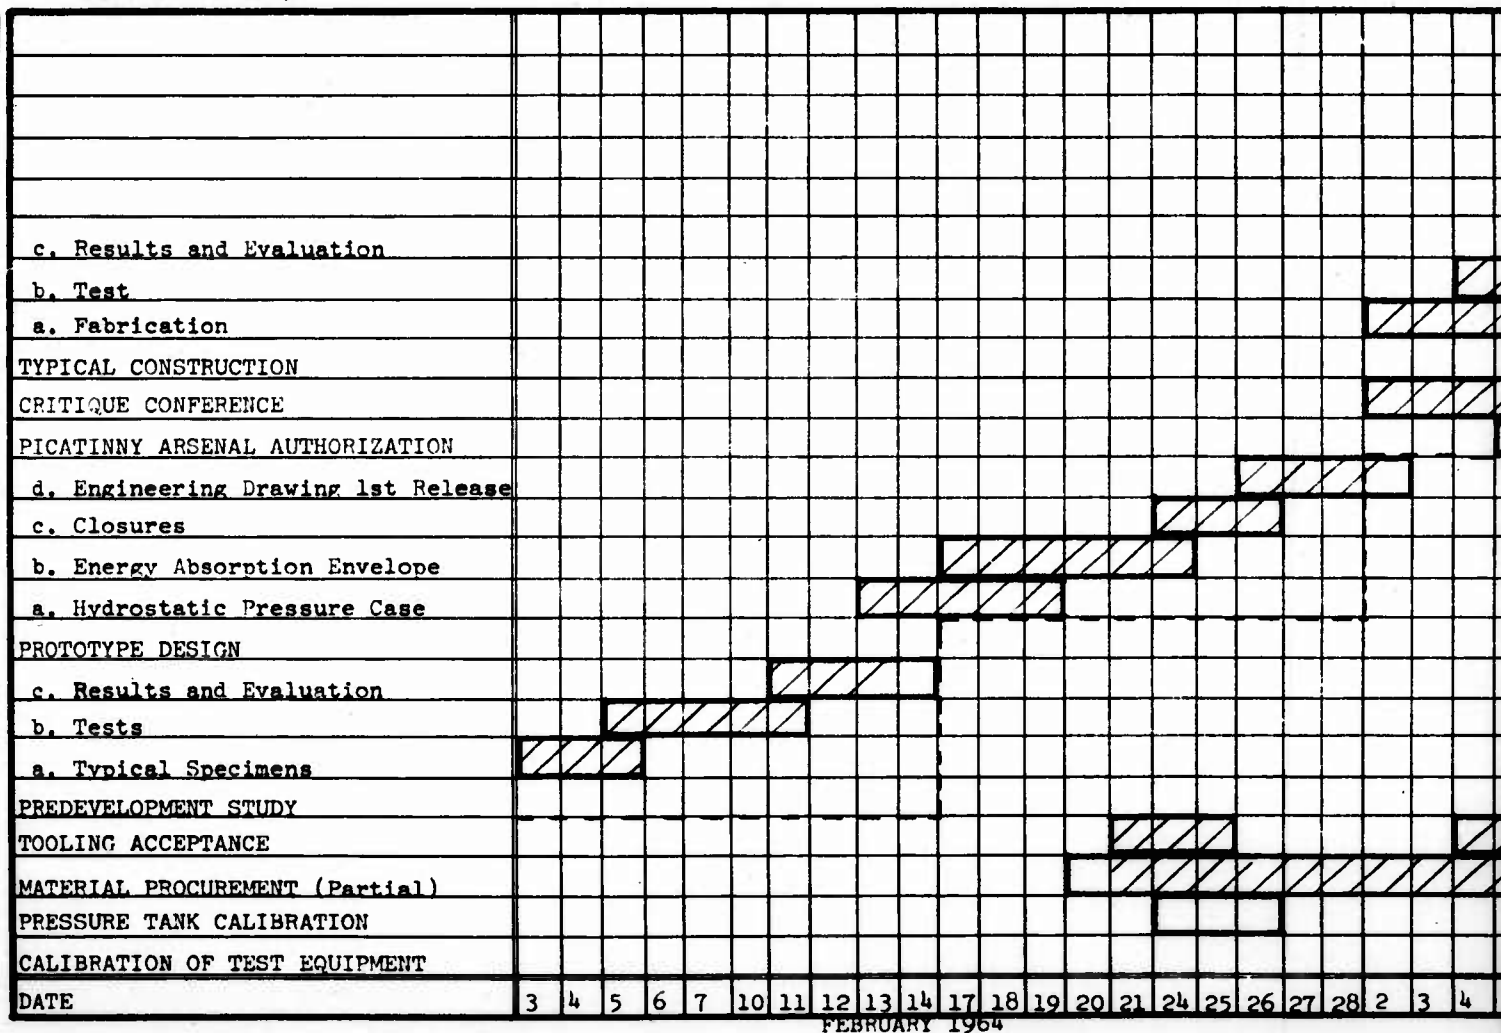 c. Results and Evaluation
b. Test
a. Fabrication
TYPICAL CONSTRUCTION
CRITIQUE CONFERENCE
PICATINNY ARSENAL AUTHORIZATION
d. Engineering Drawing 1st Release
c. Closures
b. Energy Absorption Envelope
a. Hydrostatic Pressure Case
PROTOTYPE DESIGN
c. Results and Evaluation
b. Tests
a. Typical Specimens
PREDEVELOPMENT STUDY
TOOLING ACCEPTANCE
MATERIAL PROCUREMENT (Partial)
PRESSURE TANK CALIBRATION
CALIBRATION OF TEST EQUIPMENT
DATE 3 4 5 6 7 10 11 12 13 14 17 18 19 20 21 24 25 26 27 28 2 3 4
FEBRUARY 1964